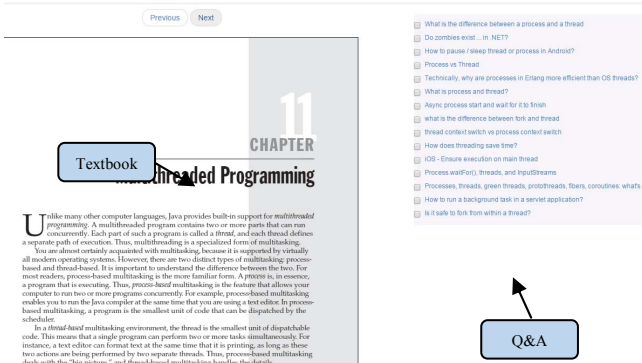 Previous Next
11
CHAPTER
Textbook
Multithreaded Programming
Unlike many other computer languages, Java provides built-in support for multithreaded
programming. A multithreaded program contains two or more parts that can run
concurrently. Each part of such a program is called a thread, and each thread defines
a separate path of execution. Thus, multithreading is a specialized form of multitasking.
You are almost certainly acquainted with multitasking, because it is supported by virtually
all modern operating systems. However, there are two distinct types of multitasking: process-
based and thread-based. It is important to understand the difference between the two. For
most readers, process-based multitasking is the more familiar form. A process is, in essence,
a program that is executing. Thus, process-based multitasking is the feature that allows your
computer to run two or more programs concurrently. For example, process-based multitasking
enables you to run the Java compiler at the same time that you are using a text editor. In process-
based multitasking, a program is the smallest unit of code that can be dispatched by the
scheduler.
In a thread-based multitasking environment, the thread is the smallest unit of dispatchable
code. This means that a single program can perform two or more tasks simultaneously. For
instance, a text editor can format text at the same time that it is printing, as long as these
two actions are being performed by two separate threads. Thus, process-based multitasking
deals with the "big picture," and thread-based multitasking handles the details.
What is the difference between a process and a thread
Do zombies exist ... in .NET?
How to pause / sleep thread or process in Android?
Process vs Thread
Technically, why are processes in Erlang more efficient than OS threads?
What is process and thread?
Async process start and wait for it to finish
what is the difference between fork and thread
thread context switch vs process context switch
How does threading save time?
iOS - Ensure execution on main thread
Process.waitFor(), threads, and InputStreams
Processes, threads, green threads, protothreads, fibers, coroutines: what's
How to run a background task in a servlet application?
Is it safe to fork from within a thread?
Q&A